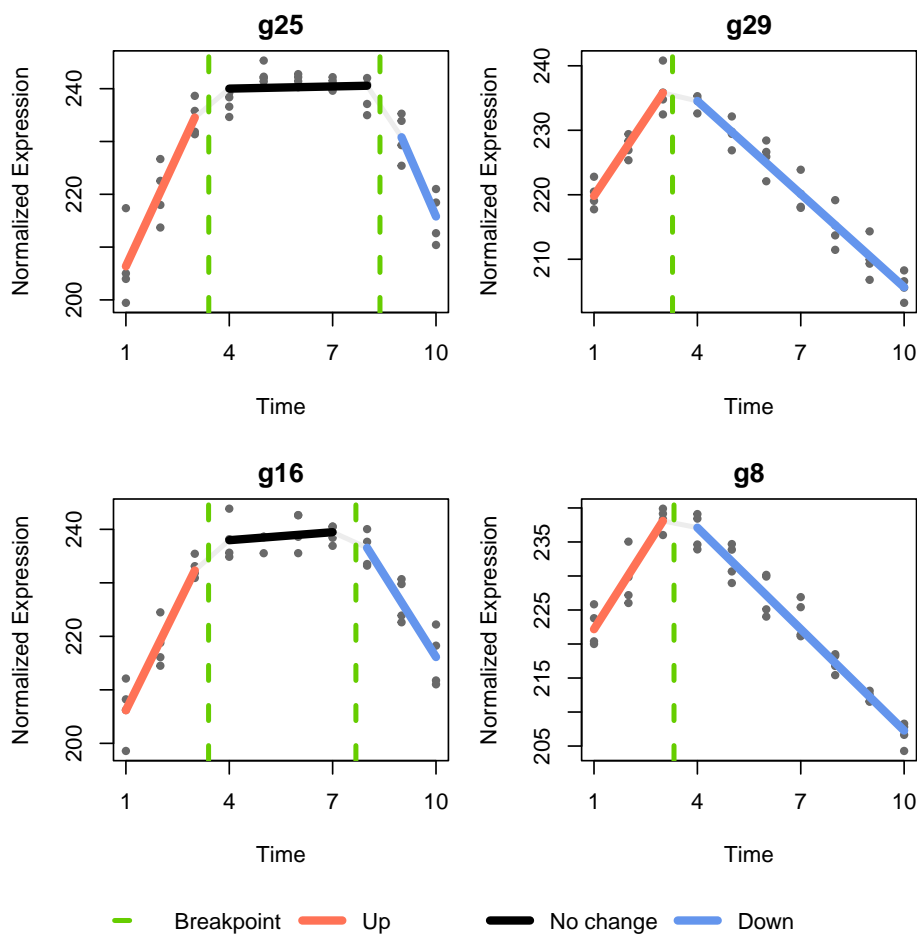 g25
Normalized Expression
240
220
200
1 4 7 10
Time
g29
Normalized Expression
240
230
220
210
1 4 7 10
Time
g16
Normalized Expression
240
220
200
1 4 7 10
Time
g8
Normalized Expression
235
225
215
205
1 4 7 10
Time
Breakpoint Up No change Down